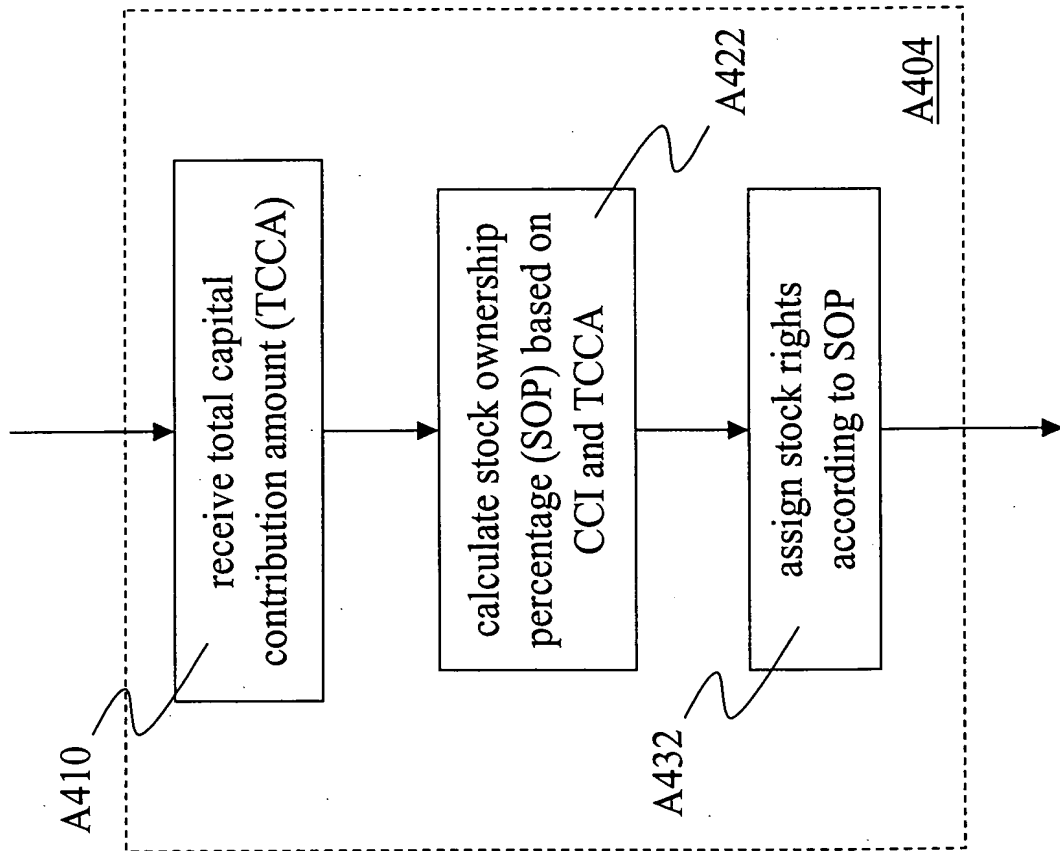 A410
receive total capital
contribution amount (TCCA)
calculate stock ownership
percentage (SOP) based on
CCI and TCCA
A422
assign stock rights
according to SOP
A432
A404